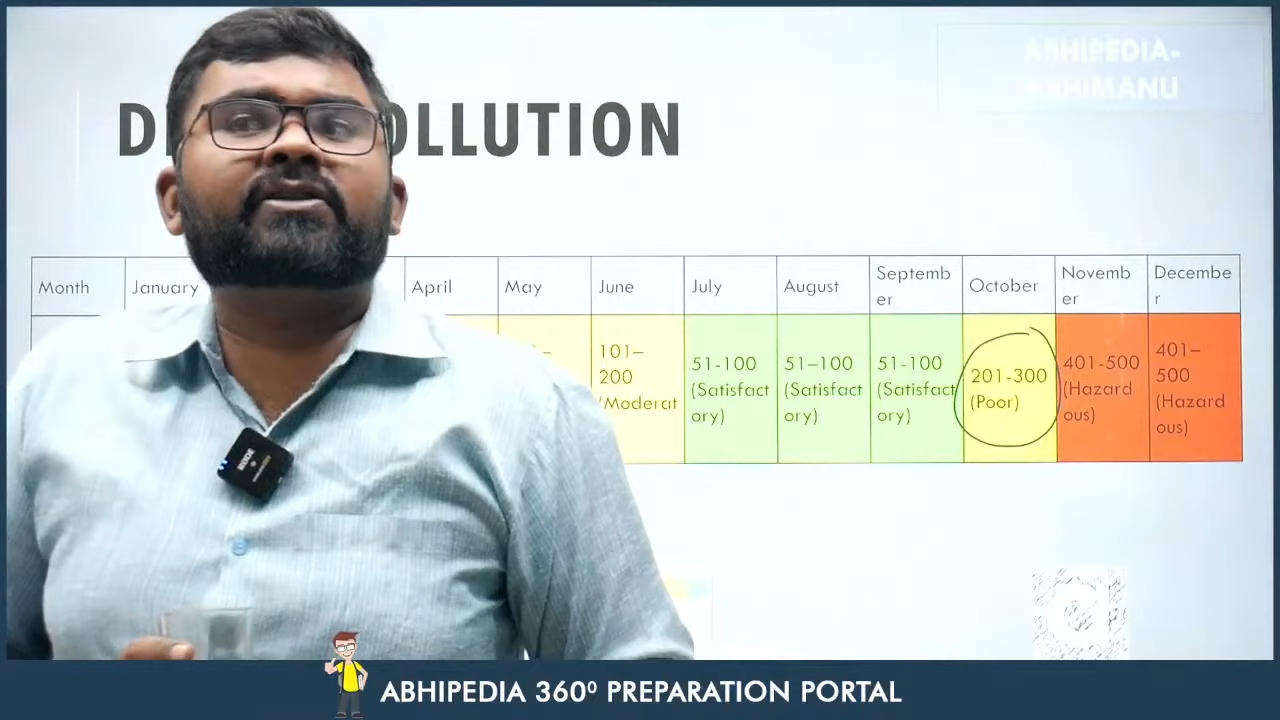 ABHIPEDIA-
ABHIMANU
D OLLUTION
Month January April May June July August Septemb
er October Novemb
er Decembe
r
101–
200
(Moderat
51-100
(Satisfact
ory)
51–100
(Satisfact
ory)
51-100
(Satisfact
ory)
201-300
(Poor)
401-500
(Hazard
ous)
401–
500
(Hazard
ous)
RODE
ABHIPEDIA 360⁰ PREPARATION PORTAL